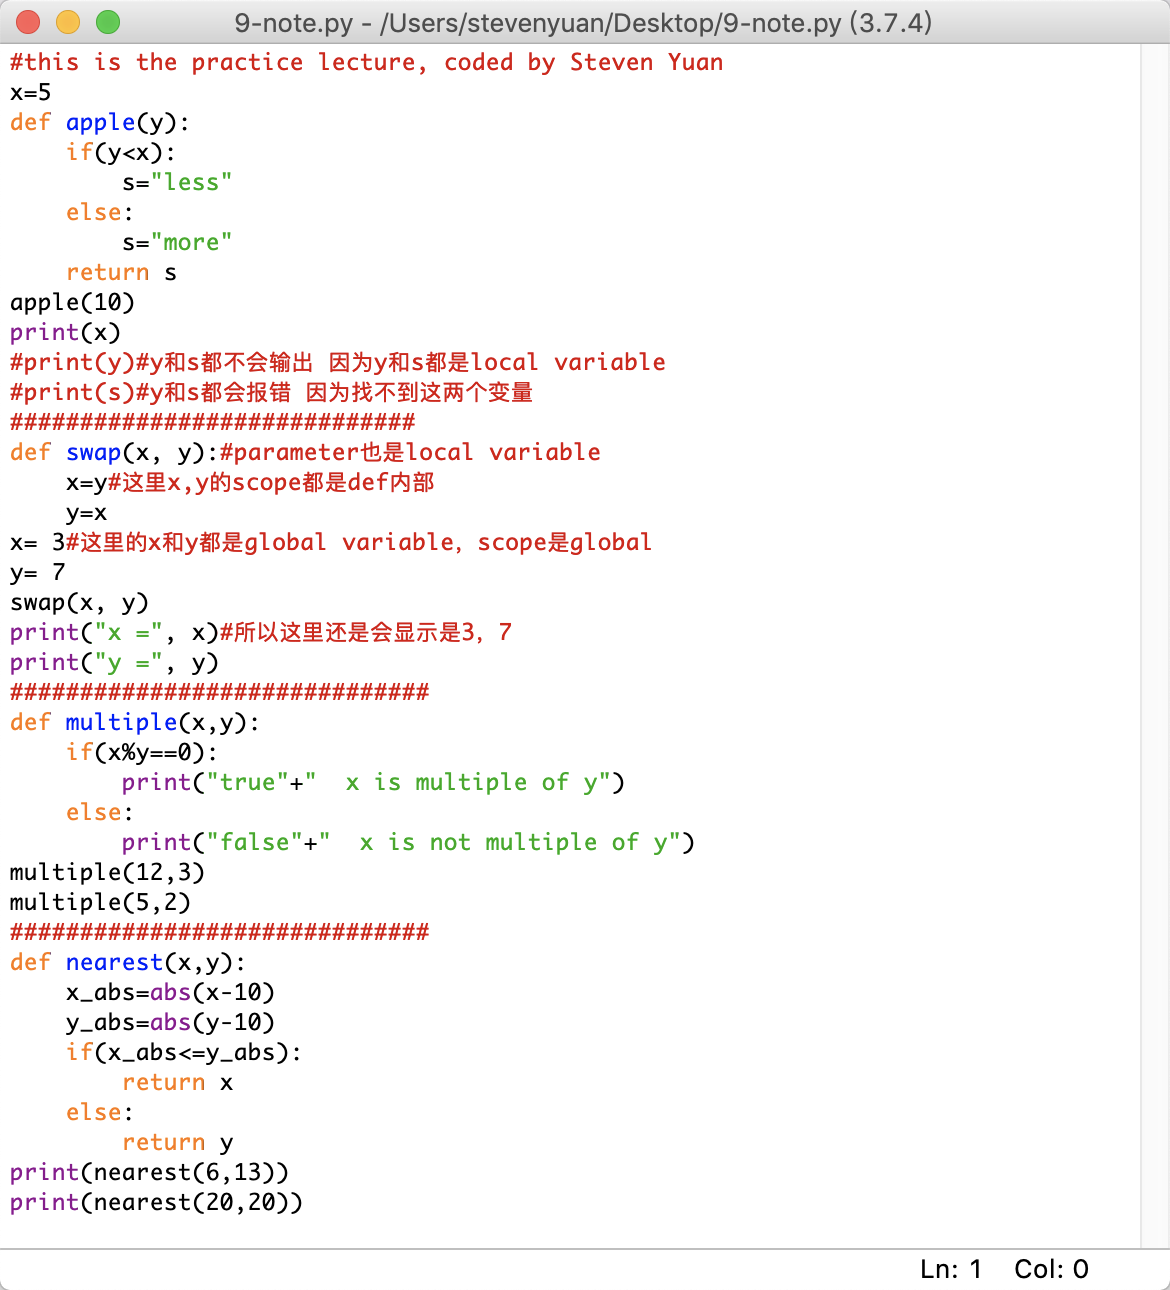 9-note.py - /Users/stevenyuan/Desktop/9-note.py (3.7.4)
#this is the practice lecture, coded by Steven Yuan
x=5
def apple(y):
    if(y<x):
        s="less"
    else:
        s="more"
    return s
apple(10)
print(x)
#print(y)#y和s都不会输出 因为y和s都是local variable
#print(s)#y和s都会报错 因为找不到这两个变量
#############################
def swap(x, y):#parameter也是local variable
    x=y#这里x,y的scope都是def内部
    y=x
x= 3#这里的x和y都是global variable，scope是global
y= 7
swap(x, y)
print("x =", x)#所以这里还是会显示是3，7
print("y =", y)
##############################
def multiple(x,y):
    if(x%y==0):
        print("true"+"  x is multiple of y")
    else:
        print("false"+"  x is not multiple of y")
multiple(12,3)
multiple(5,2)
##############################
def nearest(x,y):
    x_abs=abs(x-10)
    y_abs=abs(y-10)
    if(x_abs<=y_abs):
        return x
    else:
        return y
print(nearest(6,13))
print(nearest(20,20))
Ln: 1  Col: 0